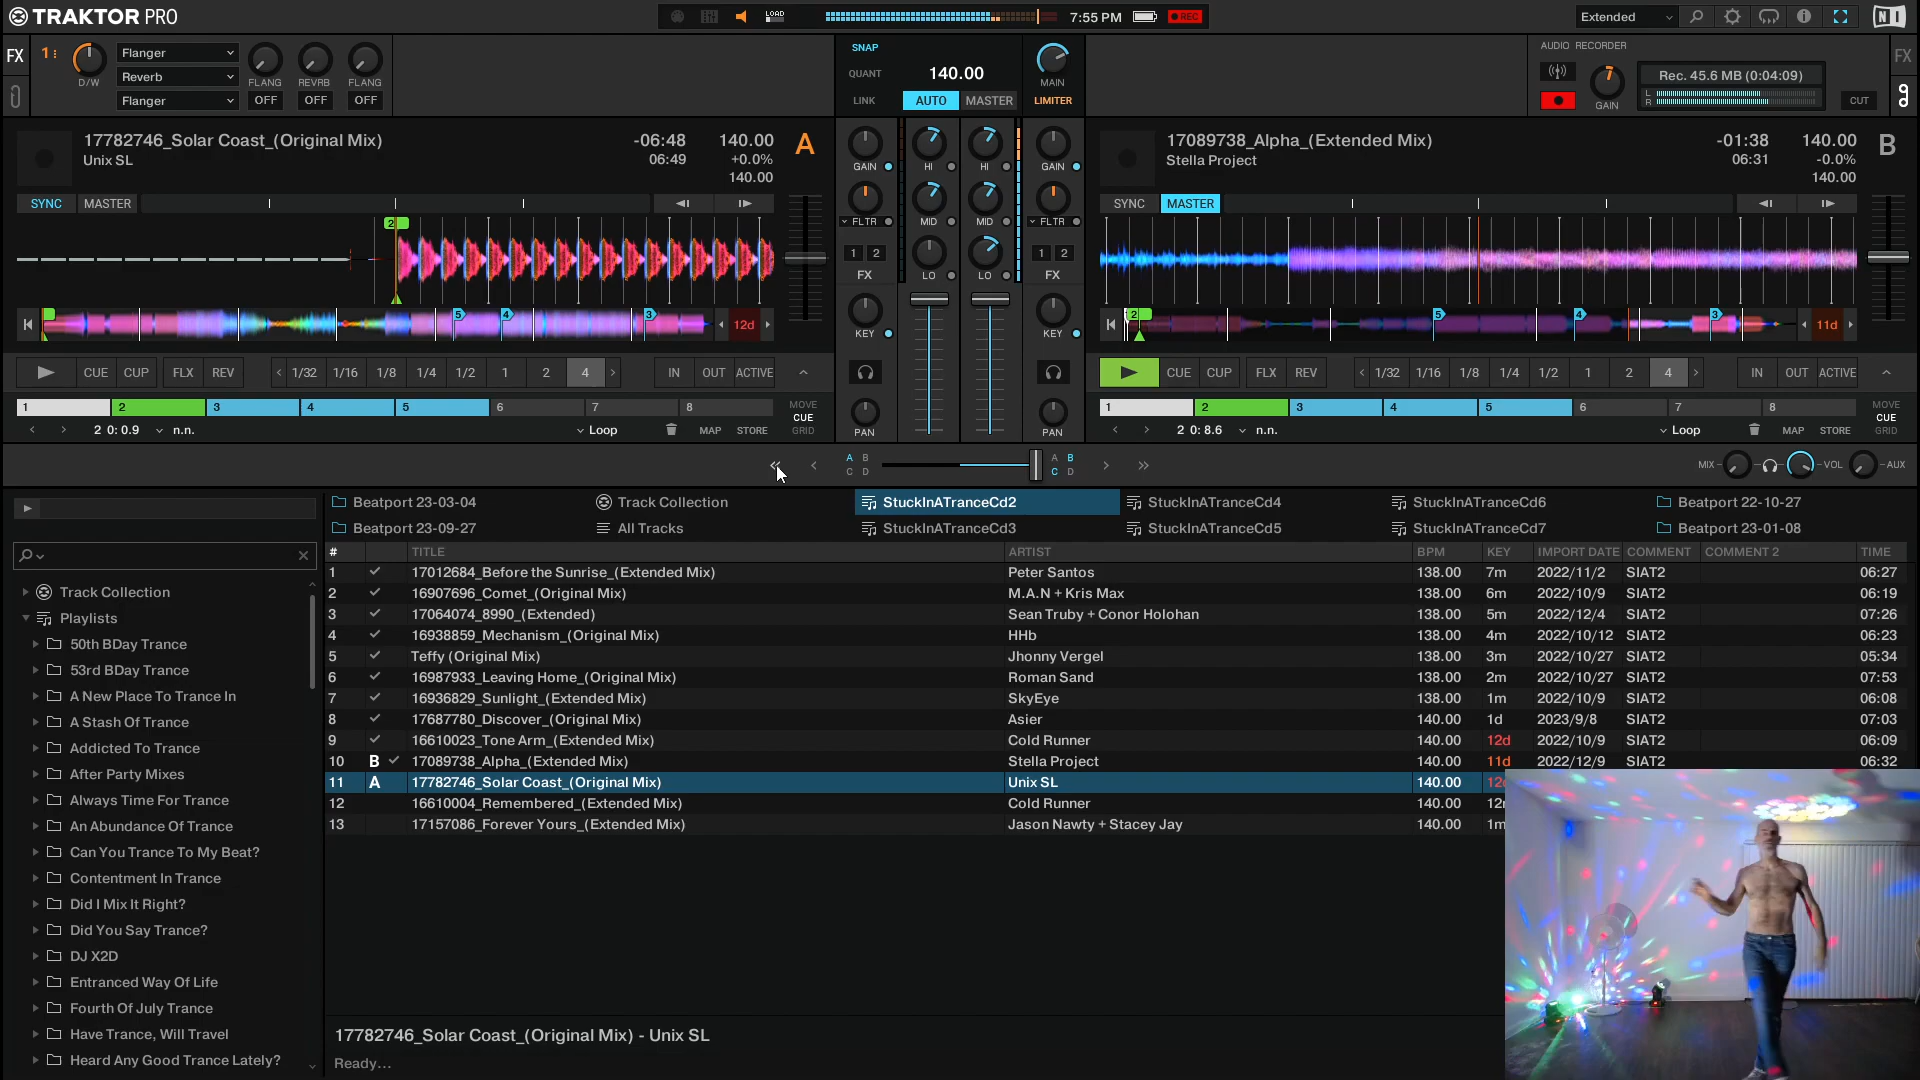 TRAKTOR PRO
LOAD
7:55 PM
REC
Extended
FX
1
D/W
Flanger
Reverb
Flanger
FLANG REVRB FLANG
OFF OFF OFF
SNAP
QUANT 140.00
LINK AUTO MASTER
MAIN
LIMITER
AUDIO RECORDER
GAIN
Rec. 45.6 MB (0:04:09)
L
R
CUT
FX
17782746_Solar Coast_(Original Mix) -06:48 140.00 A
Unix SL 06:49 +0.0%
140.00
SYNC MASTER
2
5 4 3
12d
CUE CUP FLX REV 1/32 1/16 1/8 1/4 1/2 1 2 4 IN OUT ACTIVE
1 2 3 4 5 6 7 8 MOVE
CUE
GRID
2 0: 0.9 n.n. Loop MAP STORE
GAIN HI HI GAIN
FLTR MID MID FLTR
1 2 1 2
FX LO LO FX
KEY KEY
PAN PAN
17089738_Alpha_(Extended Mix) -01:38 140.00 B
Stella Project 06:31 -0.0%
140.00
SYNC MASTER
2 5 4 3
11d
CUE CUP FLX REV 1/32 1/16 1/8 1/4 1/2 1 2 4 IN OUT ACTIVE
1 2 3 4 5 6 7 8 MOVE
CUE
GRID
2 0: 8.6 n.n. Loop MAP STORE
A B A B
C D C D
MIX VOL AUX
Beatport 23-03-04 Track Collection StuckInATranceCd2 StuckInATranceCd4 StuckInATranceCd6 Beatport 22-10-27
Beatport 23-09-27 All Tracks StuckInATranceCd3 StuckInATranceCd5 StuckInATranceCd7 Beatport 23-01-08
# TITLE ARTIST BPM KEY IMPORT DATE COMMENT COMMENT 2 TIME
1 17012684_Before the Sunrise_(Extended Mix) Peter Santos 138.00 7m 2022/11/2 SIAT2 06:27
2 16907696_Comet_(Original Mix) M.A.N + Kris Max 138.00 6m 2022/10/9 SIAT2 06:19
3 17064074_8990_(Extended) Sean Truby + Conor Holohan 138.00 5m 2022/12/4 SIAT2 07:26
4 16938859_Mechanism_(Original Mix) HHb 138.00 4m 2022/10/12 SIAT2 06:23
5 Teffy (Original Mix) Jhonny Vergel 138.00 3m 2022/10/27 SIAT2 05:34
6 16987933_Leaving Home_(Original Mix) Roman Sand 138.00 2m 2022/10/27 SIAT2 07:53
7 16936829_Sunlight_(Extended Mix) SkyEye 138.00 1m 2022/10/9 SIAT2 06:08
8 17687780_Discover_(Original Mix) Asier 140.00 1d 2023/9/8 SIAT2 07:03
9 16610023_Tone Arm_(Extended Mix) Cold Runner 140.00 12d 2022/10/9 SIAT2 06:09
10 B 17089738_Alpha_(Extended Mix) Stella Project 140.00 11d 2022/12/9 SIAT2 06:32
11 A 17782746_Solar Coast_(Original Mix) Unix SL 140.00
12 16610004_Remembered_(Extended Mix) Cold Runner 140.00
13 17157086_Forever Yours_(Extended Mix) Jason Nawty + Stacey Jay 140.00
Track Collection
Playlists
50th BDay Trance
53rd BDay Trance
A New Place To Trance In
A Stash Of Trance
Addicted To Trance
After Party Mixes
Always Time For Trance
An Abundance Of Trance
Can You Trance To My Beat?
Contentment In Trance
Did I Mix It Right?
Did You Say Trance?
DJ X2D
Entranced Way Of Life
Fourth Of July Trance
Have Trance, Will Travel
Heard Any Good Trance Lately?
17782746_Solar Coast_(Original Mix) - Unix SL
Ready...